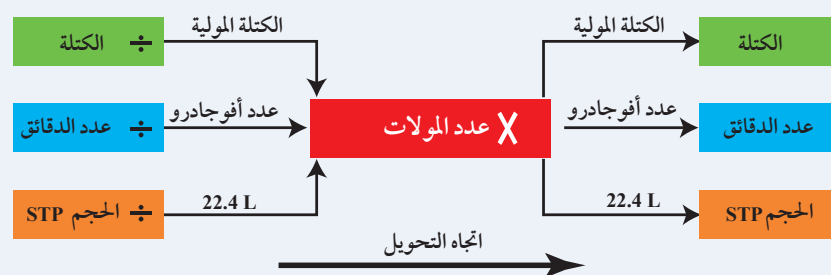 الكتلة ÷
الكتلة المولية
الكتلة المولية
الكتلة
عدد الدقائق ÷
عدد أفوجادرو
عدد المولات X
عدد أفوجادرو
عدد الدقائق
الحجم STP ÷
22.4 L
22.4 L
الحجم STP
اتجاه التحويل